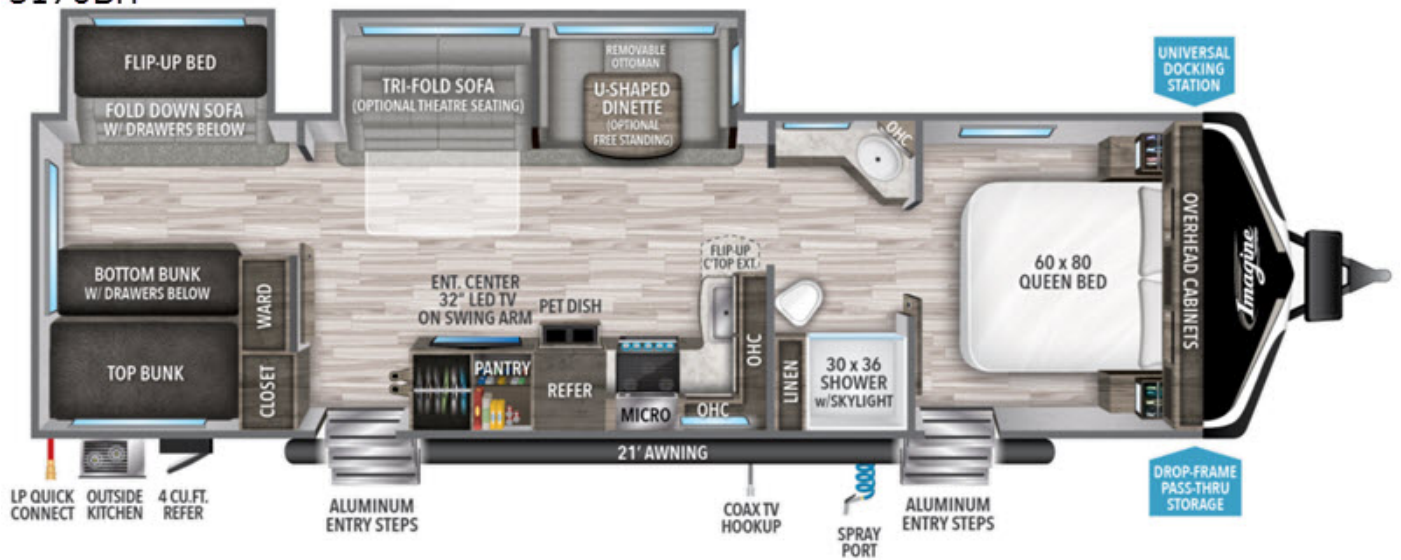 FLIP-UP BED
FOLD DOWN SOFA
W/ DRAWERS BELOW
TRI-FOLD SOFA
(OPTIONAL THEATRE SEATING)
REMOVABLE
OTTOMAN
U-SHAPED
DINETTE
(OPTIONAL
FREE STANDING)
OHC
UNIVERSAL
DOCKING
STATION
BOTTOM BUNK
W/ DRAWERS BELOW
TOP BUNK
WARD
CLOSET
ENT. CENTER
32" LED TV
ON SWING ARM
PET DISH
PANTRY
REFER
MICRO
FLIP-UP
C'TOP EXT.
OHC
OHC
LINEN
30 x 36
SHOWER
w/SKYLIGHT
60 x 80
QUEEN BED
OVERHEAD CABINETS
Imagine
21' AWNING
LP QUICK
CONNECT
OUTSIDE
KITCHEN
4 CU.FT.
REFER
ALUMINUM
ENTRY STEPS
COAX TV
HOOKUP
SPRAY
PORT
ALUMINUM
ENTRY STEPS
DROP-FRAME
PASS-THRU
STORAGE